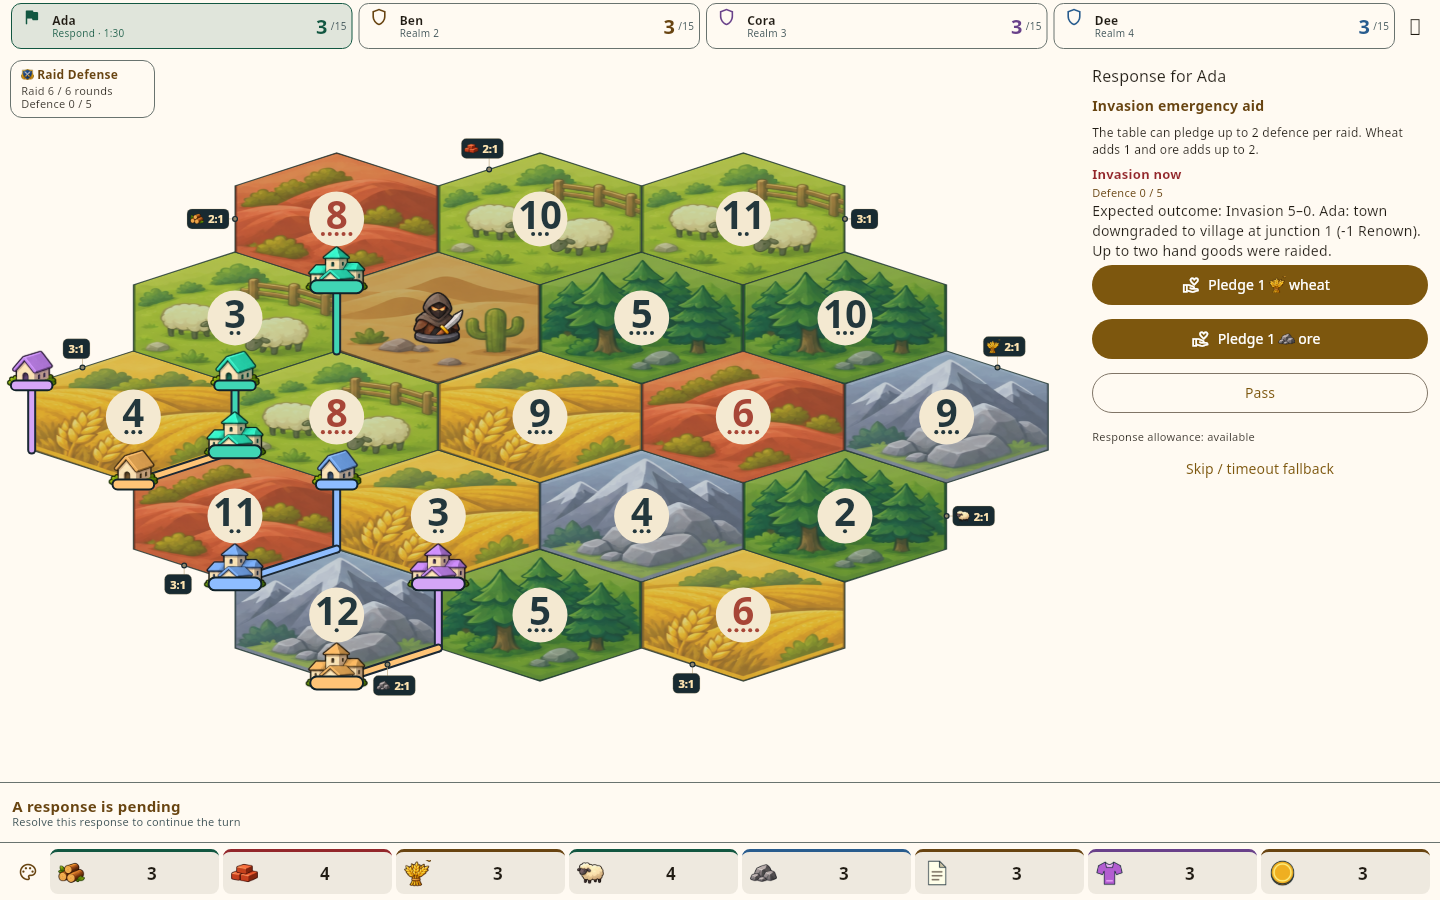 Ada
Respond · 1:30
3 /15
Ben
Realm 2
3 /15
Cora
Realm 3
3 /15
Dee
Realm 4
3 /15
Raid Defense
Raid 6 / 6 rounds
Defence 0 / 5
Response for Ada
Invasion emergency aid
The table can pledge up to 2 defence per raid. Wheat
adds 1 and ore adds up to 2.
Invasion now
Defence 0 / 5
Expected outcome: Invasion 5–0. Ada: town
downgraded to village at junction 1 (-1 Renown).
Up to two hand goods were raided.
Pledge 1 wheat
Pledge 1 ore
Pass
Response allowance: available
Skip / timeout fallback
2:1
2:1
8
10
11
3:1
3
5
10
3:1
2:1
4
8
9
6
9
11
3
4
2
2:1
3:1
12
5
6
2:1
3:1
A response is pending
Resolve this response to continue the turn
3
4
3
4
3
3
3
3